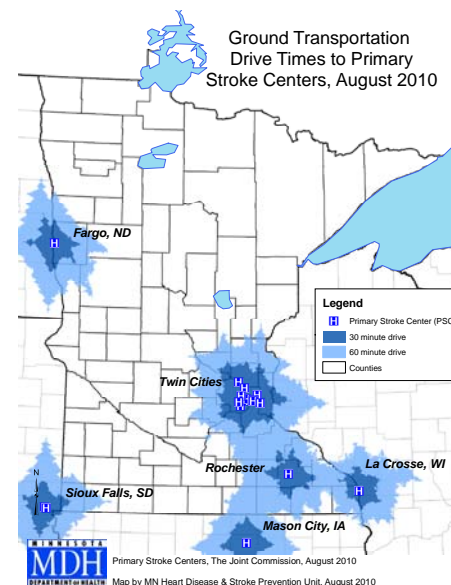 Ground Transportation
Drive Times to Primary
Stroke Centers, August 2010
Fargo, ND
H
Legend
H Primary Stroke Center (PSC
30 minute drive
60 minute drive
Counties
Twin Cities
H
H
H
H
H
H
H
Rochester
H
La Crosse, WI
H
N
Sioux Falls, SD
H
Mason City, IA
H
MINNESOTA
MDH
DEPARTMENT OF HEALTH
Primary Stroke Centers, The Joint Commission, August 2010
Map by MN Heart Disease & Stroke Prevention Unit, August 2010